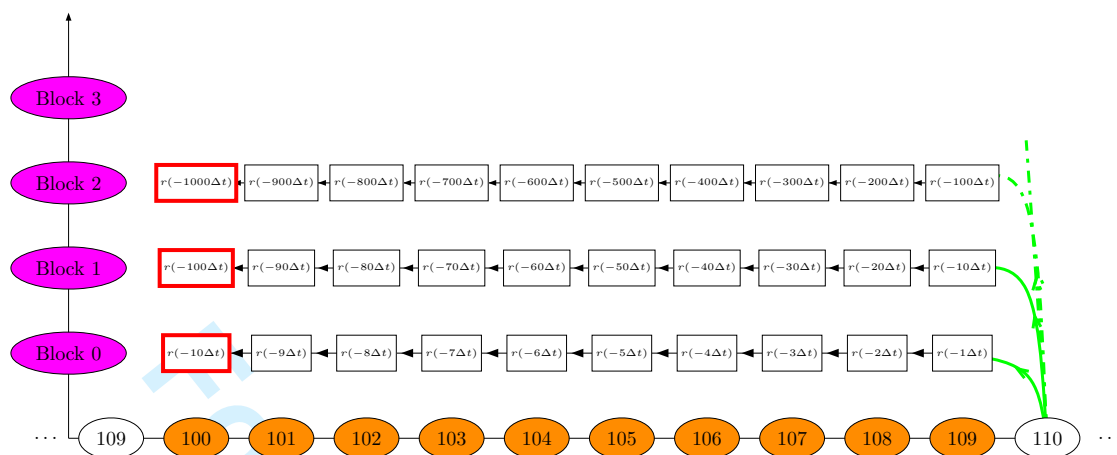 Block 3
Block 2 r(−1000Δt) r(−900Δt) r(−800Δt) r(−700Δt) r(−600Δt) r(−500Δt) r(−400Δt) r(−300Δt) r(−200Δt) r(−100Δt)
Block 1 r(−100Δt) r(−90Δt) r(−80Δt) r(−70Δt) r(−60Δt) r(−50Δt) r(−40Δt) r(−30Δt) r(−20Δt) r(−10Δt)
Block 0 r(−10Δt) r(−9Δt) r(−8Δt) r(−7Δt) r(−6Δt) r(−5Δt) r(−4Δt) r(−3Δt) r(−2Δt) r(−1Δt)
··· 109 100 101 102 103 104 105 106 107 108 109 110 ···